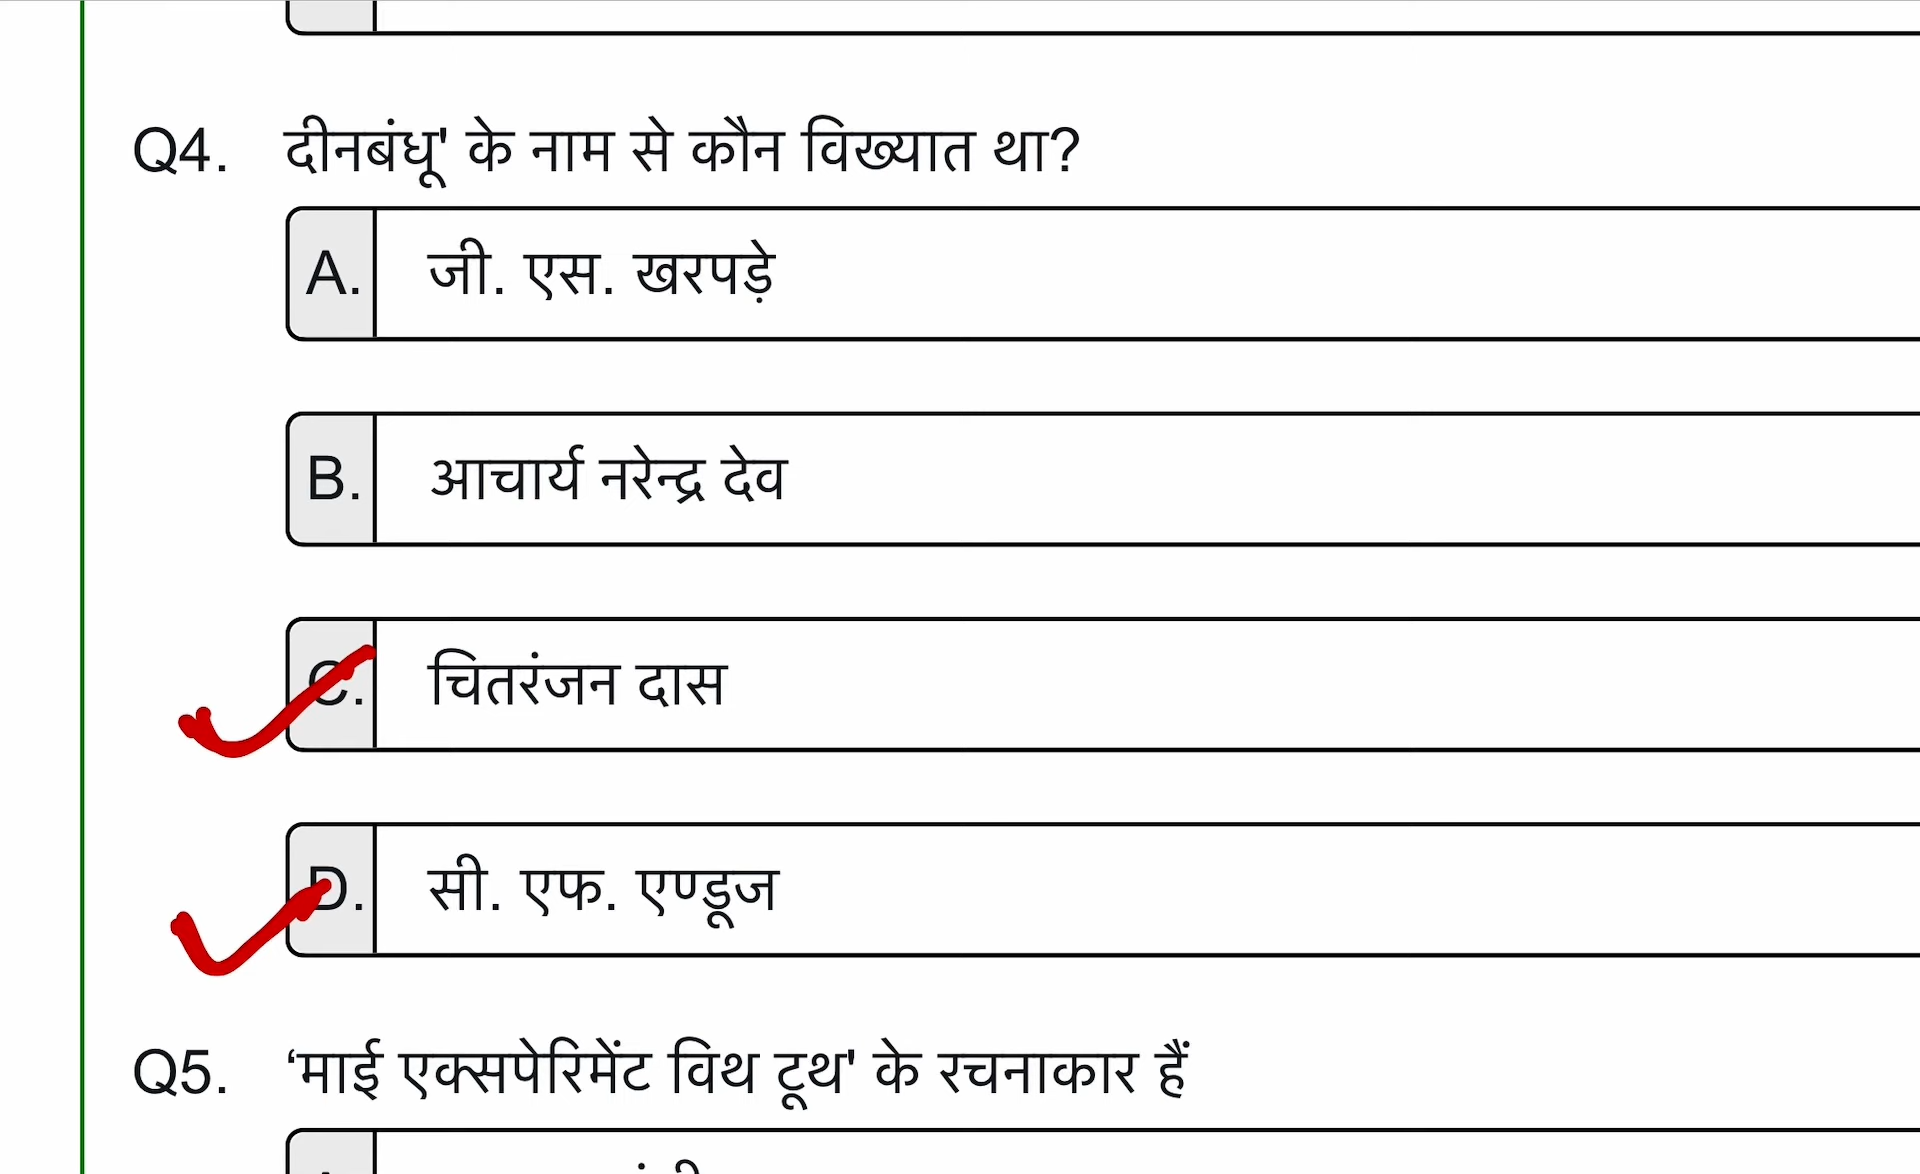 Q4. दीनबंधू' के नाम से कौन विख्यात था?
A. जी. एस. खरपड़े
B. आचार्य नरेन्द्र देव
C. चितरंजन दास
D. सी. एफ. एण्डूज
Q5. ‘माई एक्सपेरिमेंट विथ टूथ' के रचनाकार हैं